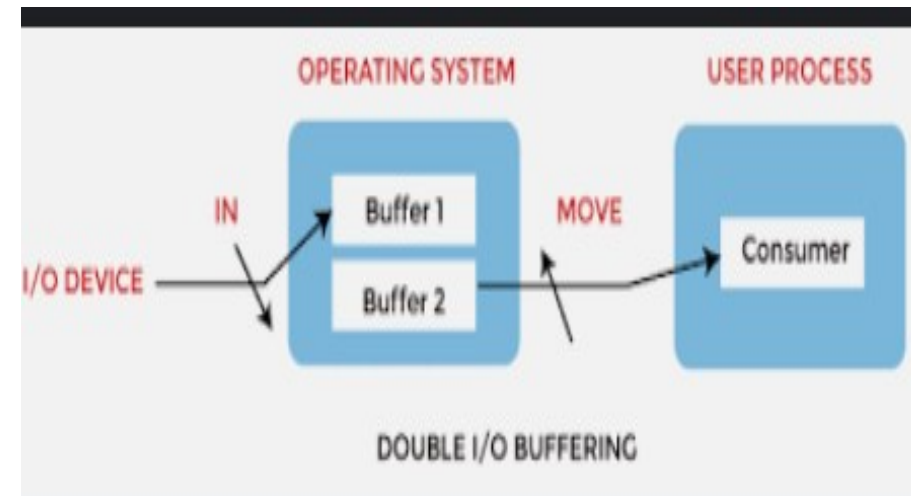 OPERATING SYSTEM
USER PROCESS
IN
Buffer 1
MOVE
Consumer
I/O DEVICE
Buffer 2
DOUBLE I/O BUFFERING